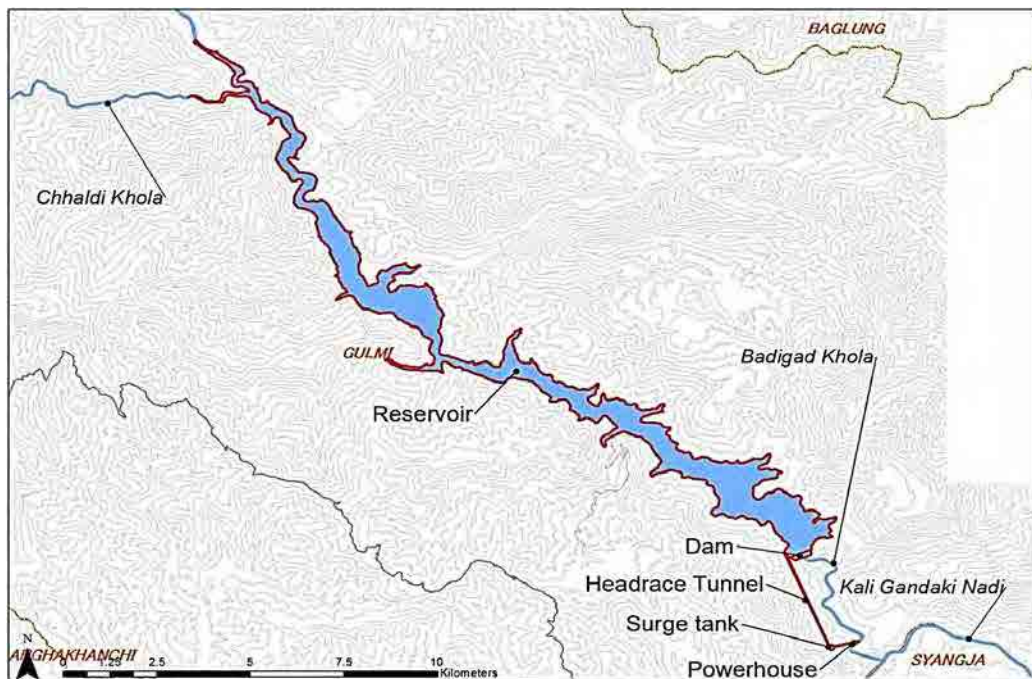 BAGLUNG
Chhaldi Khola
GULMI
Badigad Khola
Reservoir
Dam
Headrace Tunnel
Kali Gandaki Nadi
Surge tank
N
ARGHAKHANCHI
SYANGJA
Powerhouse
0 1.25 2.5 5 7.5 10
Kilometers